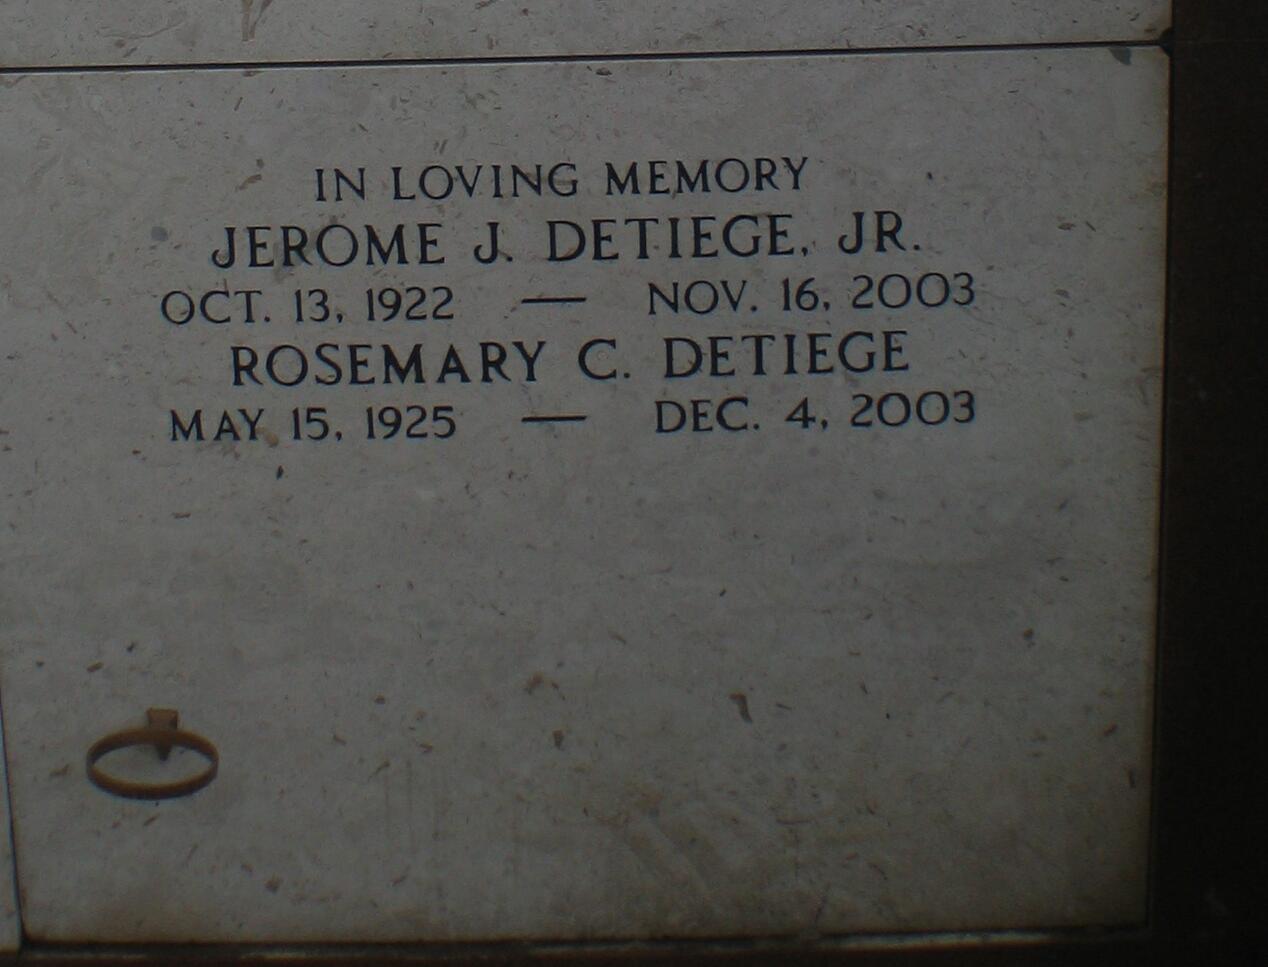 IN LOVING MEMORY
JEROME J. DETIEGE, JR.
OCT. 13, 1922 — NOV. 16, 2003
ROSEMARY C. DETIEGE
MAY 15, 1925 — DEC. 4, 2003